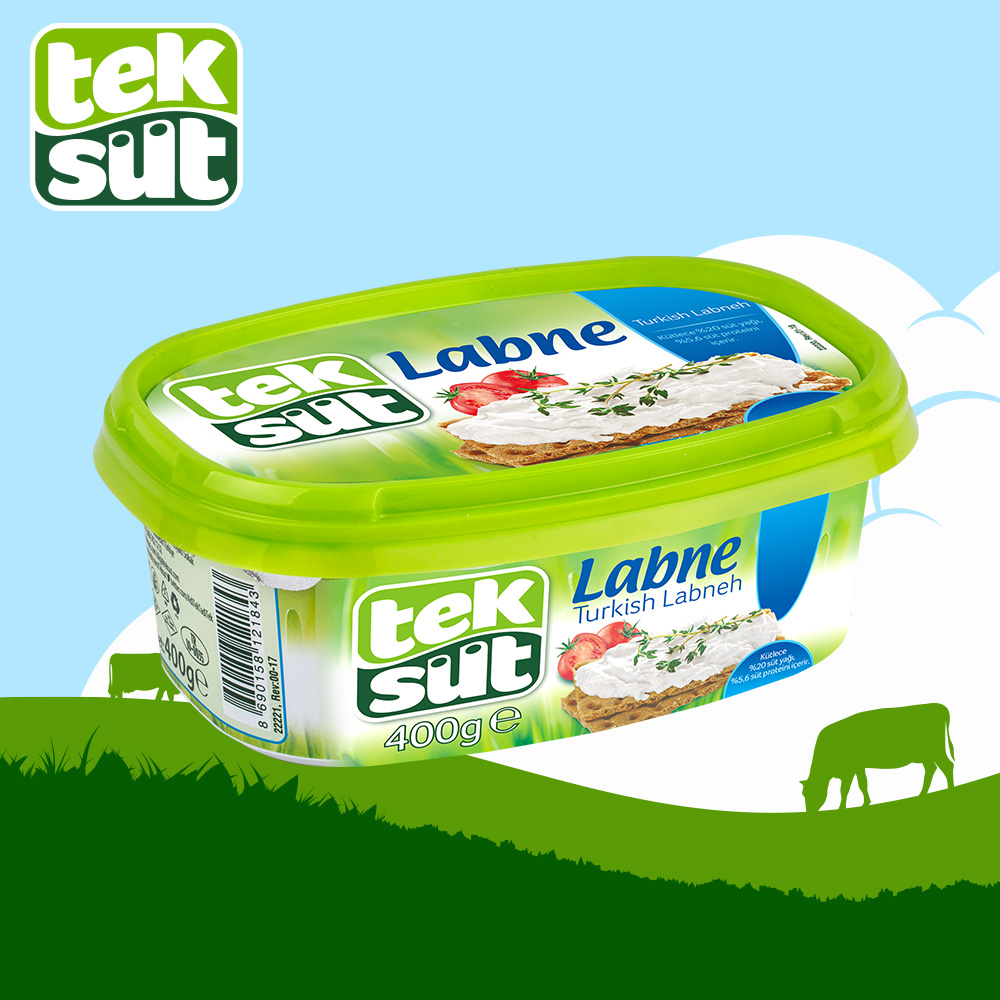 tek
süt
Labne
Turkish Labneh
Kütlece %20 süt yağı,
%5,6 süt proteini
içerir.
tek
süt
Labne
Turkish Labneh
tek
süt
400g e
Kütlece
%20 süt yağı,
%5,6 süt proteini içerir.
400g e
8 690158 121843
22221, Rev:00-17